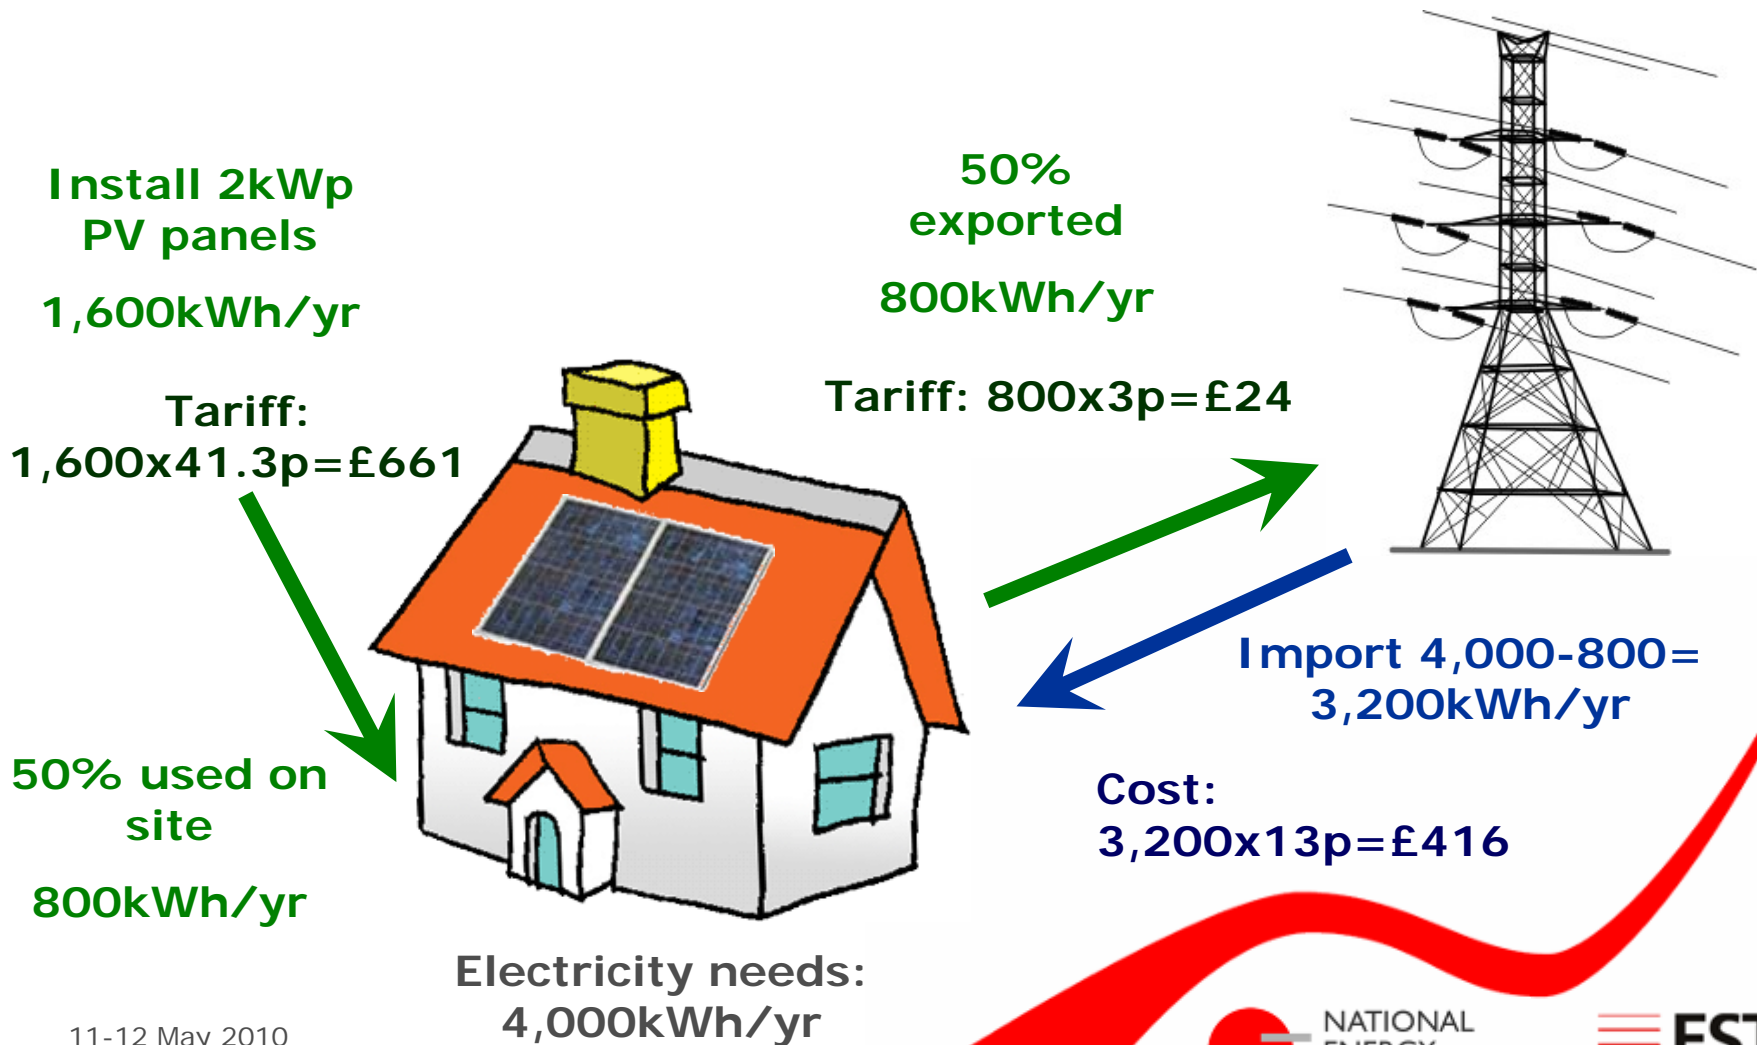 Install 2kWp
PV panels
1,600kWh/yr
Tariff:
1,600x41.3p=£661
50%
exported
800kWh/yr
Tariff: 800x3p=£24
Import 4,000-800=
3,200kWh/yr
Cost:
3,200x13p=£416
50% used on
site
800kWh/yr
Electricity needs:
4,000kWh/yr
11-12 May 2010
NATIONAL
ENERGY
EST